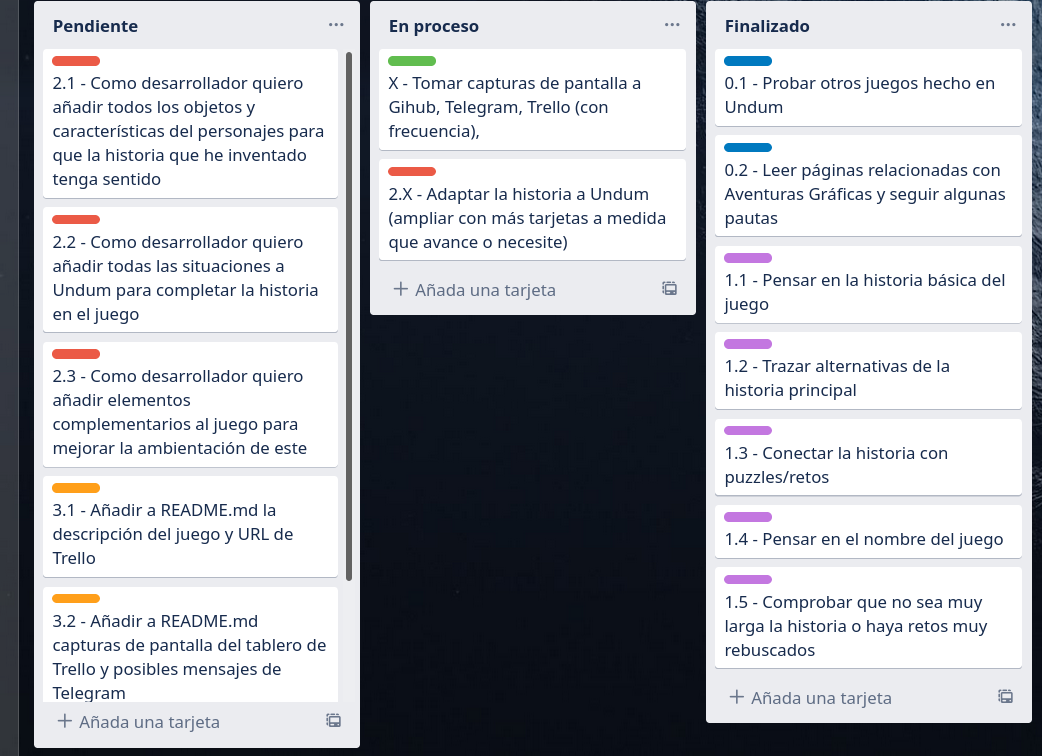 Pendiente
2.1 - Como desarrollador quiero
añadir todos los objetos y
características del personajes para
que la historia que he inventado
tenga sentido
2.2 - Como desarrollador quiero
añadir todas las situaciones a
Undum para completar la historia
en el juego
2.3 - Como desarrollador quiero
añadir elementos
complementarios al juego para
mejorar la ambientación de este
3.1 - Añadir a README.md la
descripción del juego y URL de
Trello
3.2 - Añadir a README.md
capturas de pantalla del tablero de
Trello y posibles mensajes de
Telegram
Añada una tarjeta
En proceso
X - Tomar capturas de pantalla a
Gihub, Telegram, Trello (con
frecuencia),
2.X - Adaptar la historia a Undum
(ampliar con más tarjetas a medida
que avance o necesite)
Añada una tarjeta
Finalizado
0.1 - Probar otros juegos hecho en
Undum
0.2 - Leer páginas relacionadas con
Aventuras Gráficas y seguir algunas
pautas
1.1 - Pensar en la historia básica del
juego
1.2 - Trazar alternativas de la
historia principal
1.3 - Conectar la historia con
puzzles/retos
1.4 - Pensar en el nombre del juego
1.5 - Comprobar que no sea muy
larga la historia o haya retos muy
rebuscados
Añada una tarjeta